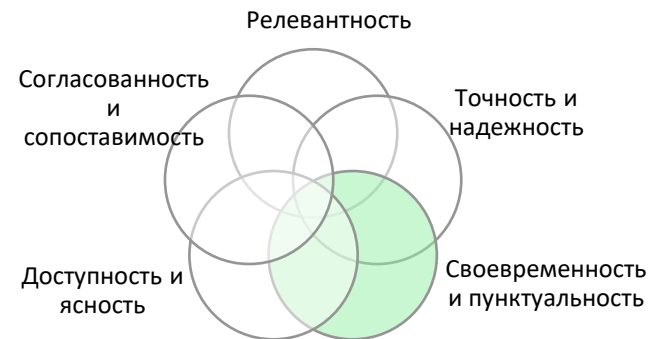 Релевантность
Согласованность
и
сопоставимость
Точность и
надежность
Доступность и
ясность
Своевременность
и пунктуальность